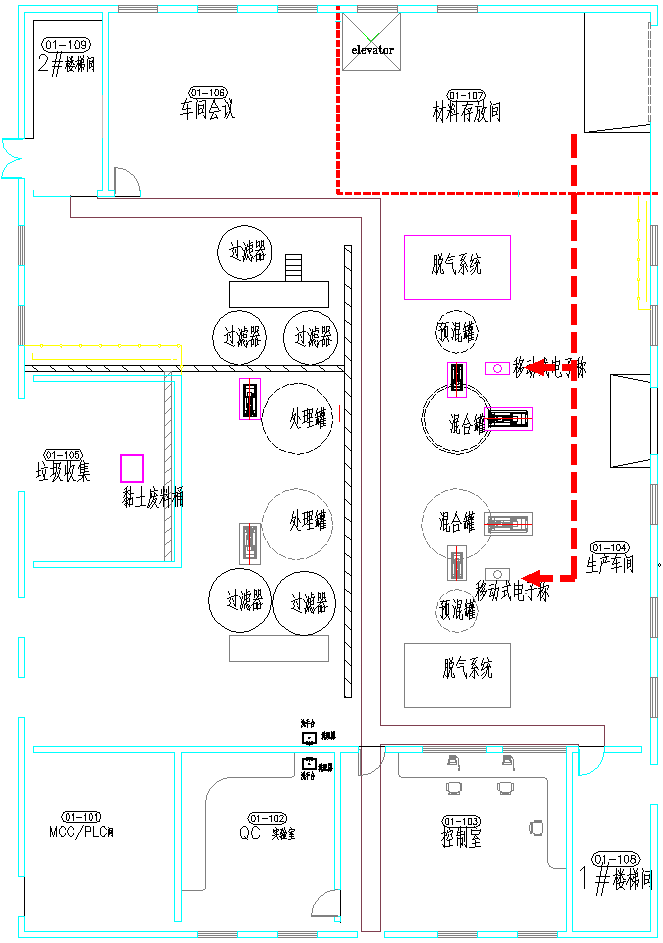 01-109
2#楼梯间
01-106
车间会议
elevator
01-107
材料存放间
过滤器
脱气系统
过滤器
过滤器
预混罐
移动式电子称
处理罐
混合罐
01-105
垃圾收集
黏土废料桶
处理罐
混合罐
01-104
生产车间
移动式电子称
过滤器
过滤器
预混罐
脱气系统
01-101
MCC/PLC间
01-102
QC 实验室
01-103
控制室
01-108
1#楼梯间